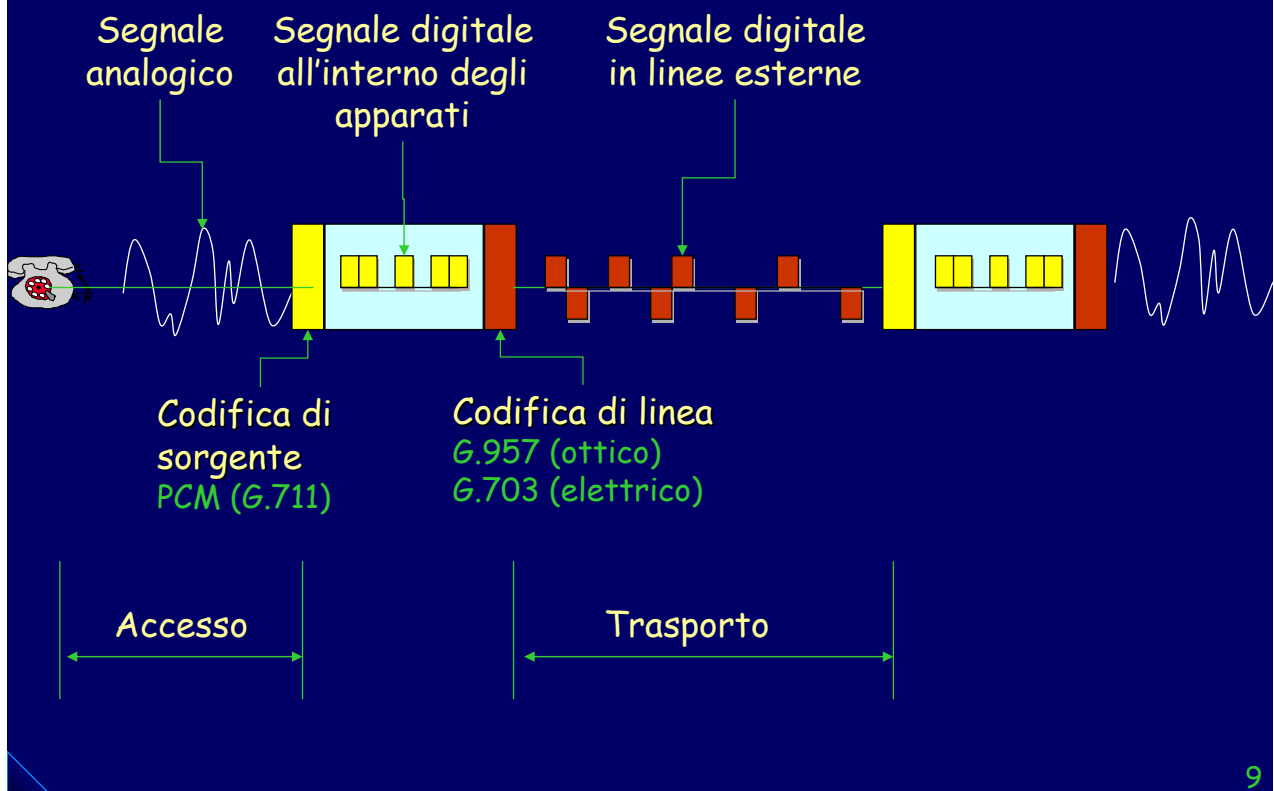 Segnale
analogico
Segnale digitale
all'interno degli
apparati
Segnale digitale
in linee esterne
Codifica di
sorgente
PCM (G.711)
Codifica di linea
G.957 (ottico)
G.703 (elettrico)
Accesso
Trasporto
9